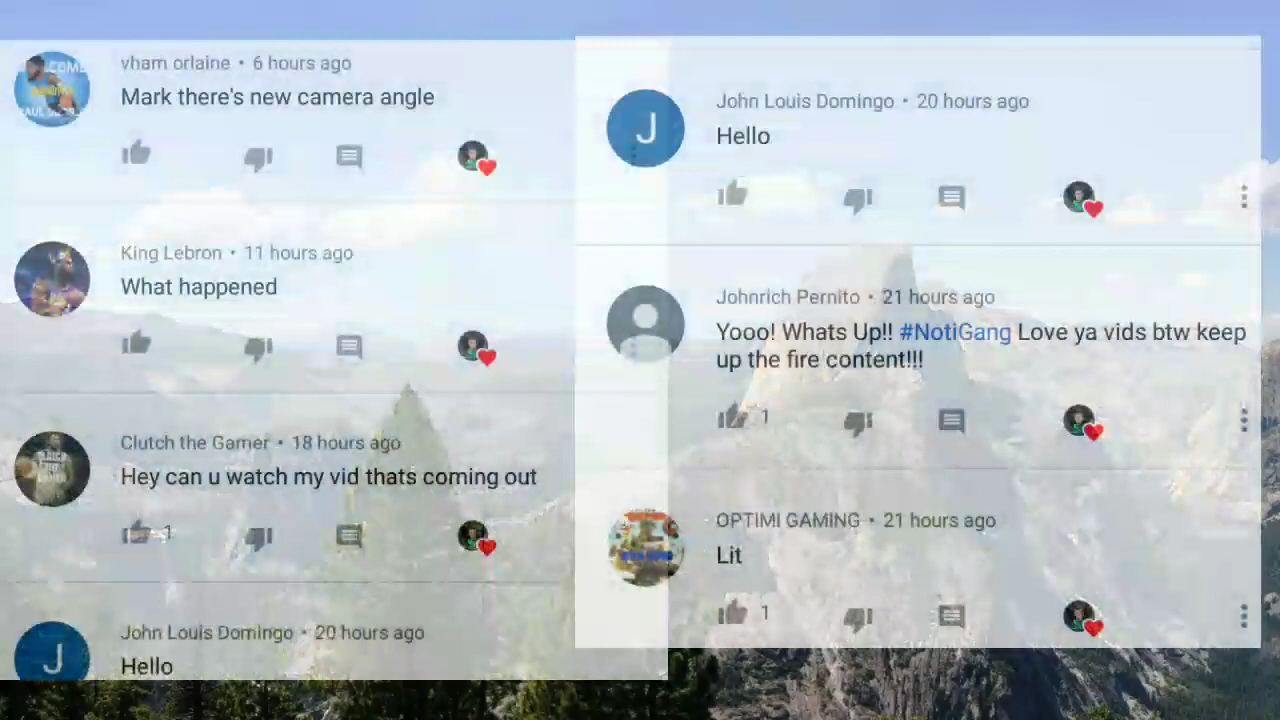 vham orlaine • 6 hours ago
Mark there's new camera angle
King Lebron • 11 hours ago
What happened
Clutch the Gamer • 18 hours ago
Hey can u watch my vid thats coming out
1
John Louis Domingo • 20 hours ago
Hello
John Louis Domingo • 20 hours ago
J
Hello
Johnrich Pernito • 21 hours ago
Yooo! Whats Up!! #NotiGang Love ya vids btw keep
up the fire content!!!
1
OPTIMI GAMING • 21 hours ago
Lit
1